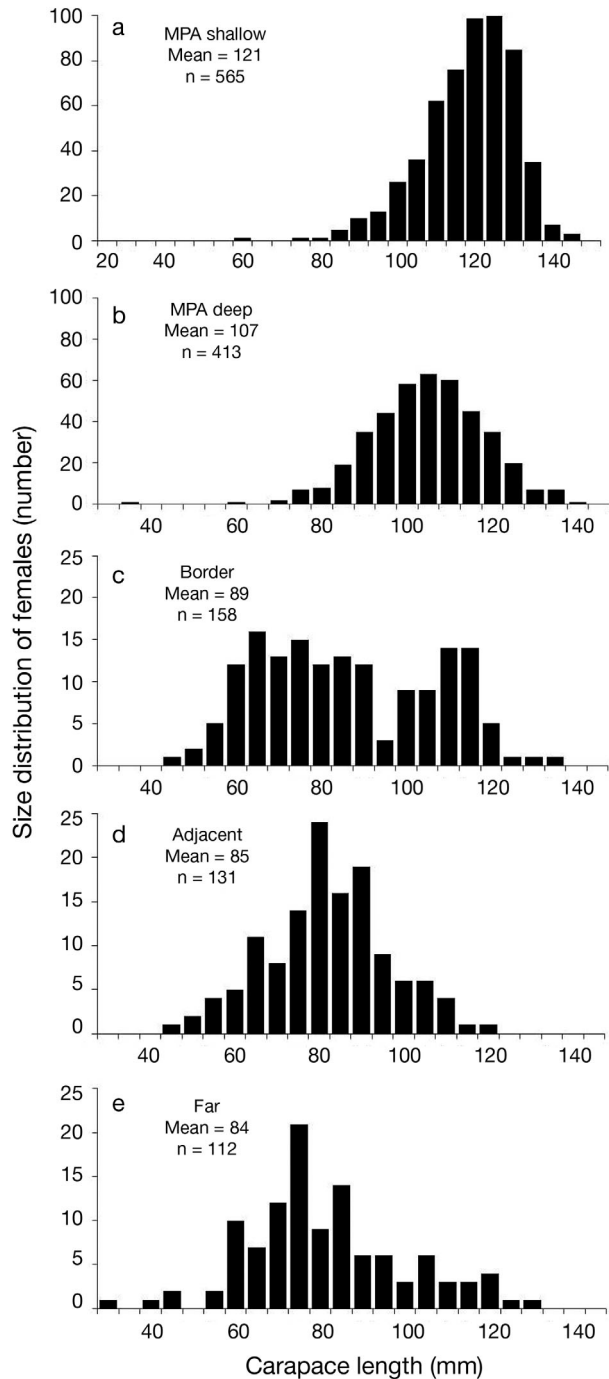 Size distribution of females (number)
a
MPA shallow
Mean = 121
n = 565
100
80
60
40
20
0
20 40 60 80 100 120 140
b
MPA deep
Mean = 107
n = 413
100
80
60
40
20
0
40 60 80 100 120 140
c
Border
Mean = 89
n = 158
25
20
15
10
5
0
40 60 80 100 120 140
d
Adjacent
Mean = 85
n = 131
25
20
15
10
5
0
40 60 80 100 120 140
e
Far
Mean = 84
n = 112
25
20
15
10
5
0
40 60 80 100 120 140
Carapace length (mm)